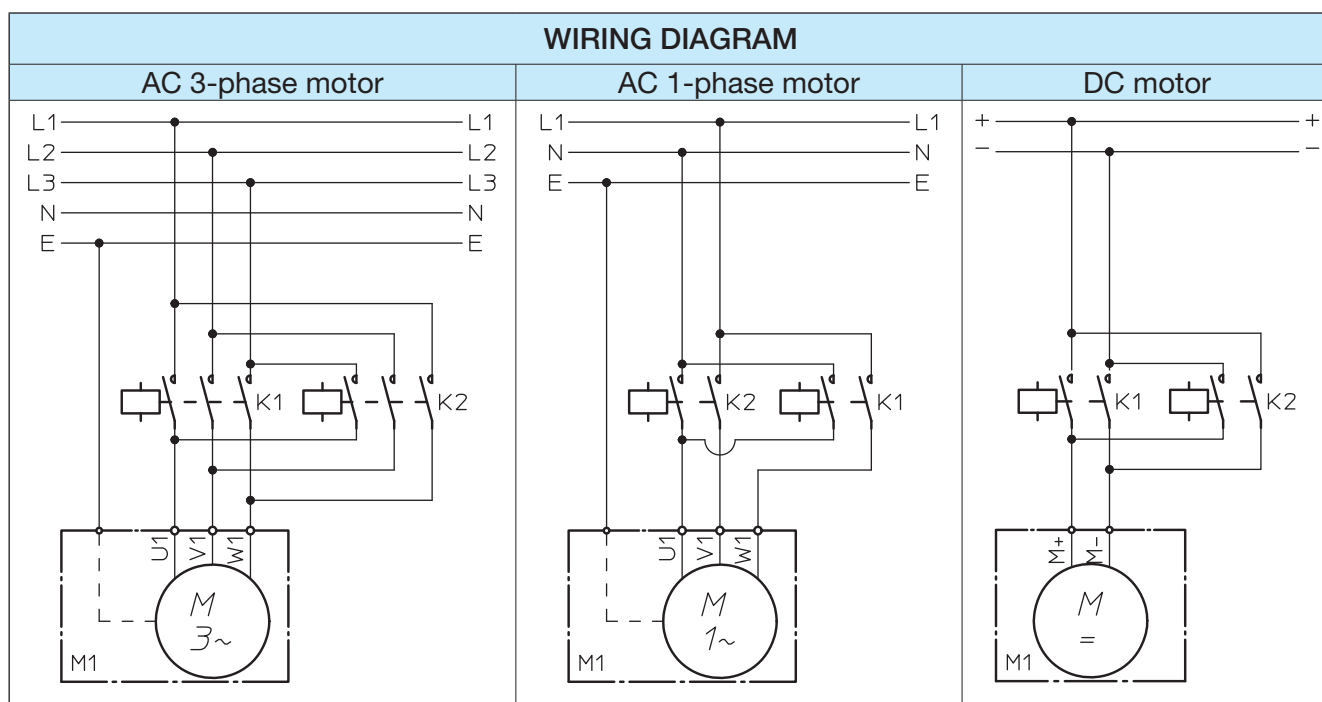 WIRING DIAGRAM
AC 3-phase motor
L1 L1
L2 L2
L3 L3
N N
E E
K1 K2
U1 V1 W1
M
3~
M1
AC 1-phase motor
L1 L1
N N
E E
K2 K1
U1 V1 W1
M
1~
M1
DC motor
+ +
− −
K1 K2
M+ M-
M
=
M1